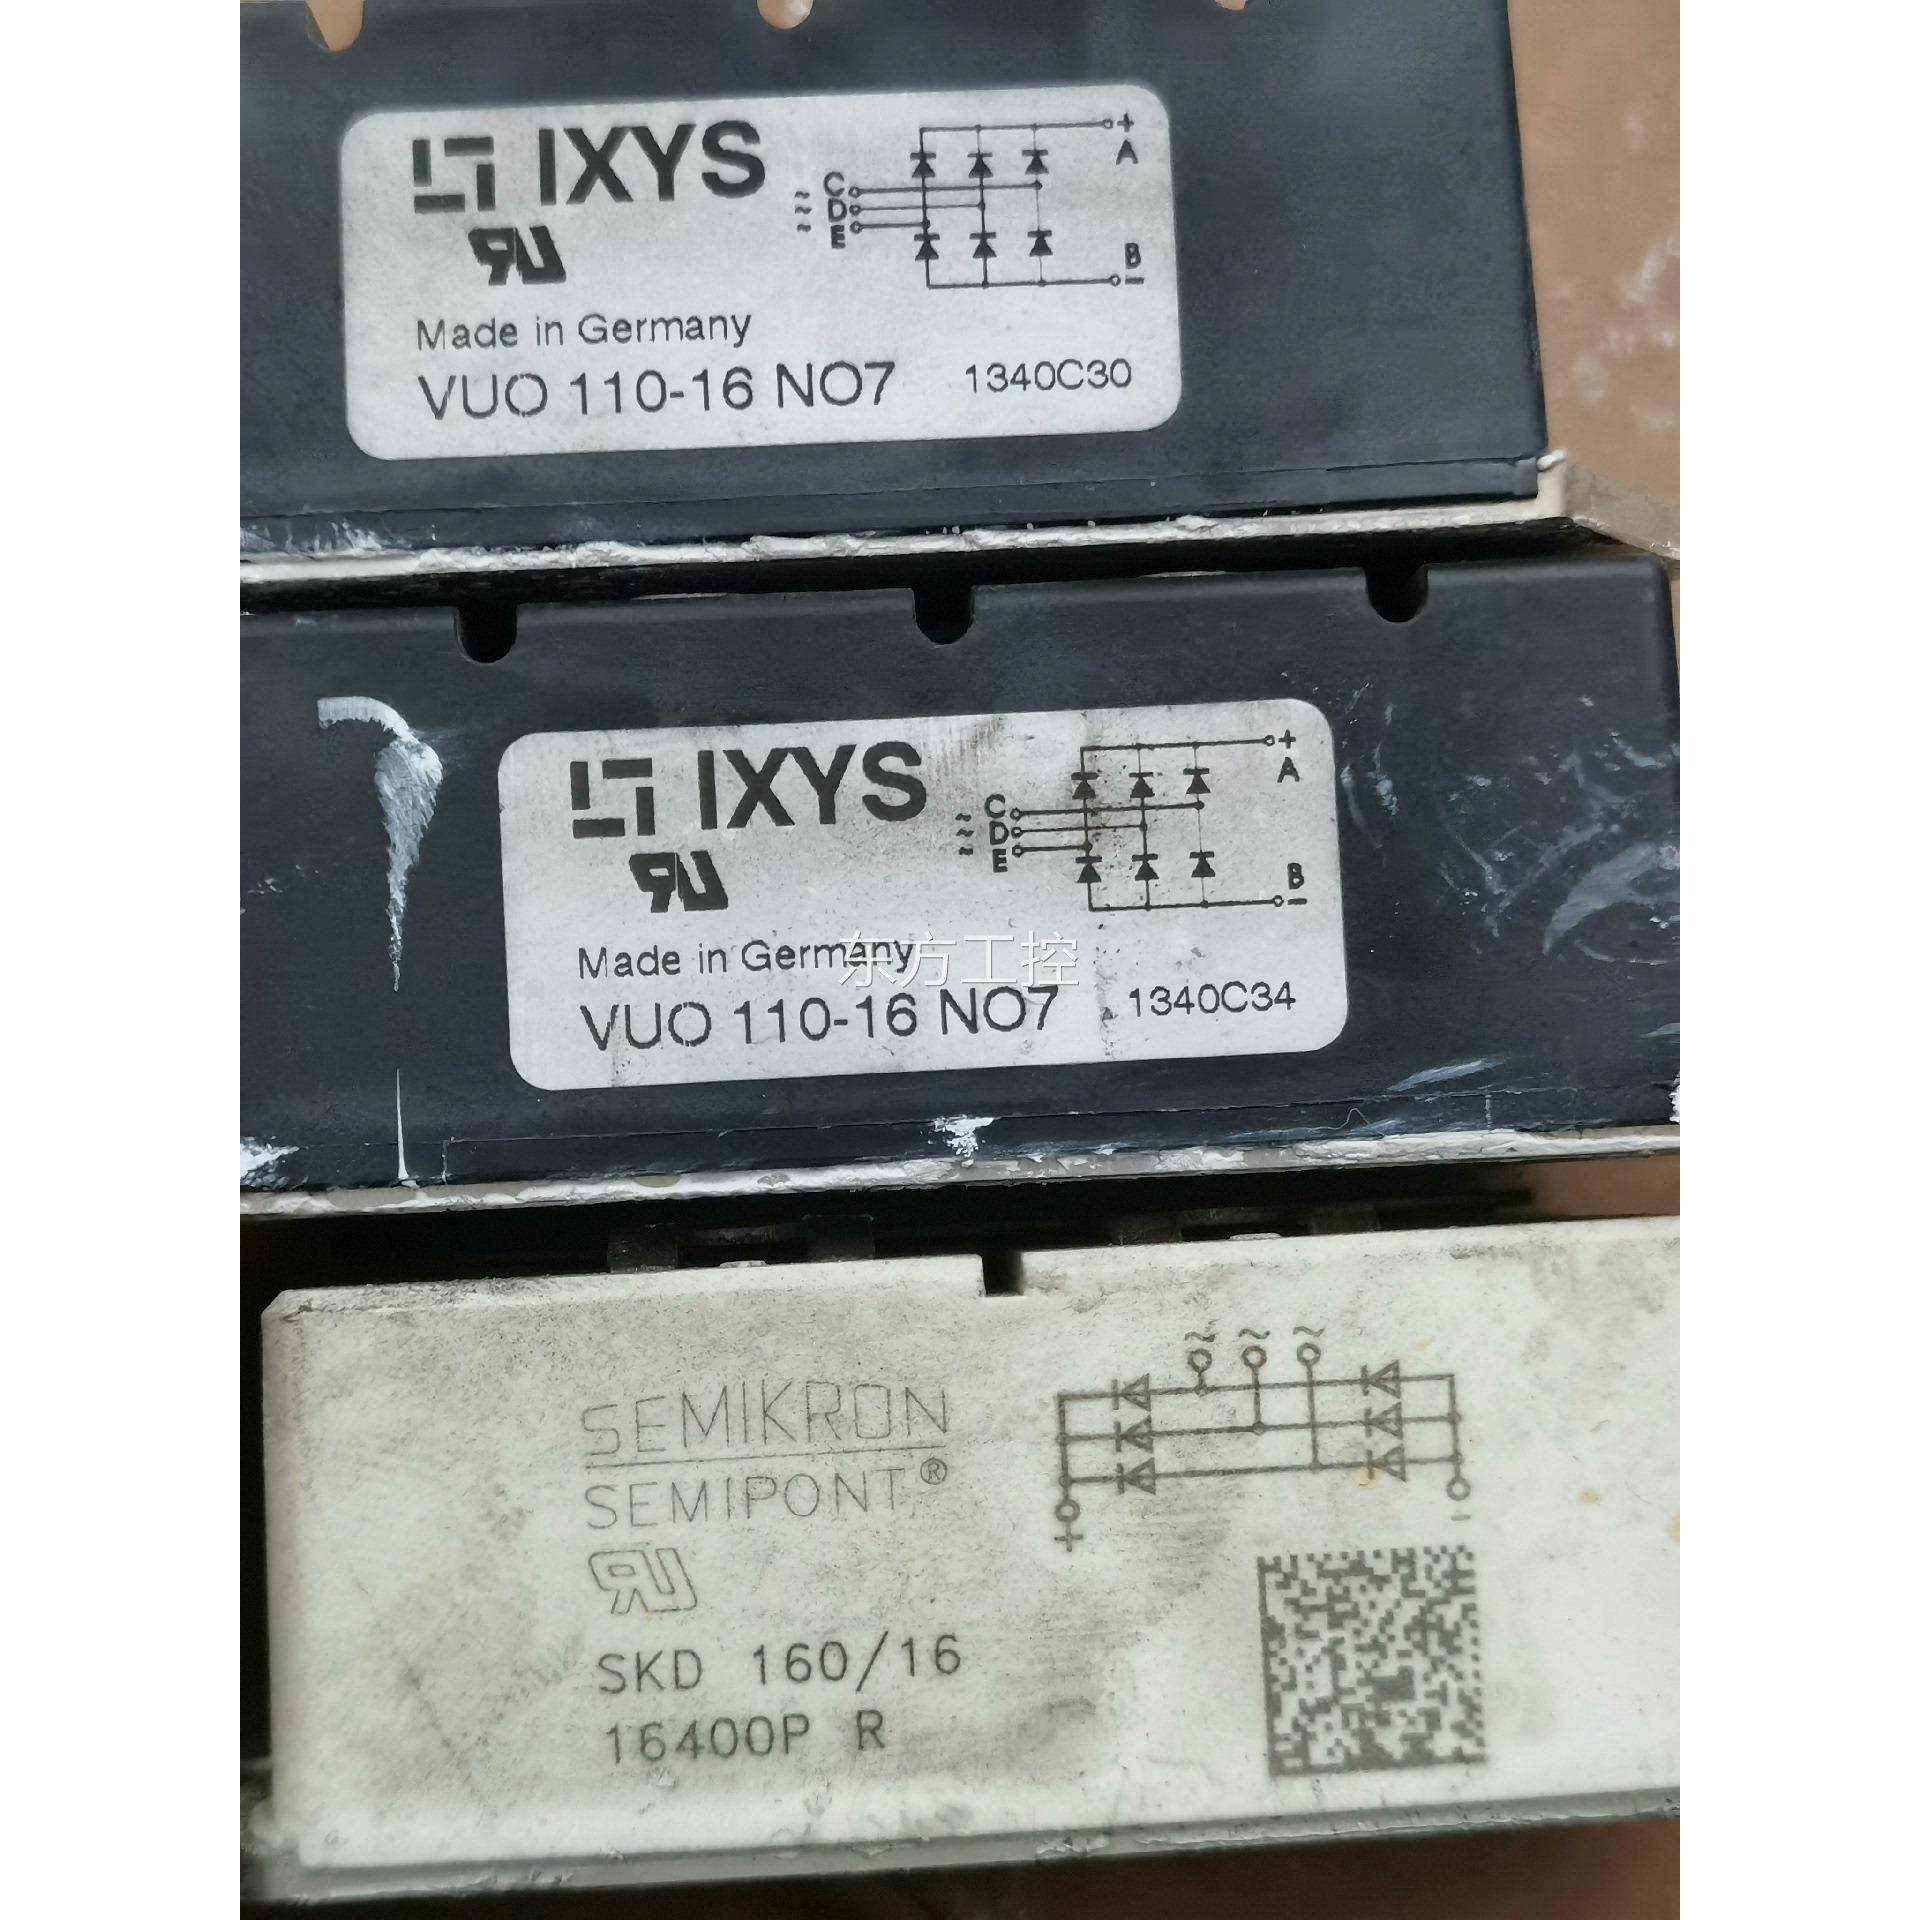 IXYS
+
A
~ C
~ D
~ E
B
−
Made in Germany
VUO 110-16 NO7 1340C30
IXYS
+
A
~ C
~ D
~ E
B
−
Made in Germany
东方工控
VUO 110-16 NO7 1340C34
SEMIKRON
SEMIPONT®
~ ~ ~
+
-
SKD 160/16
16400P R